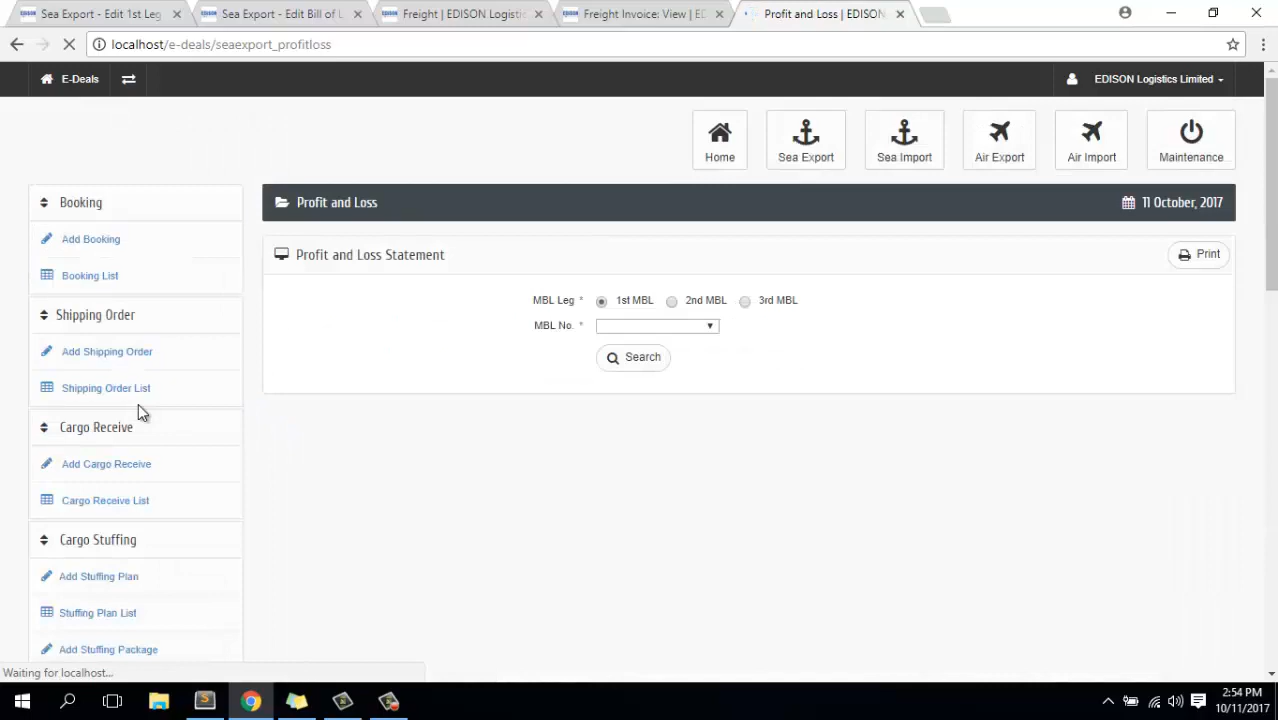 Sea Export - Edit 1st Leg
Sea Export - Edit Bill of L
Freight | EDISON Logistic
Freight Invoice: View | ED
Profit and Loss | EDISON
localhost/e-deals/seaexport_profitloss
E-Deals
EDISON Logistics Limited
Home
Sea Export
Sea Import
Air Export
Air Import
Maintenance
Booking
Add Booking
Booking List
Shipping Order
Add Shipping Order
Shipping Order List
Cargo Receive
Add Cargo Receive
Cargo Receive List
Cargo Stuffing
Add Stuffing Plan
Stuffing Plan List
Add Stuffing Package
Profit and Loss
11 October, 2017
Profit and Loss Statement
Print
MBL Leg * 1st MBL 2nd MBL 3rd MBL
MBL No. *
Search
Waiting for localhost...
2:54 PM
10/11/2017